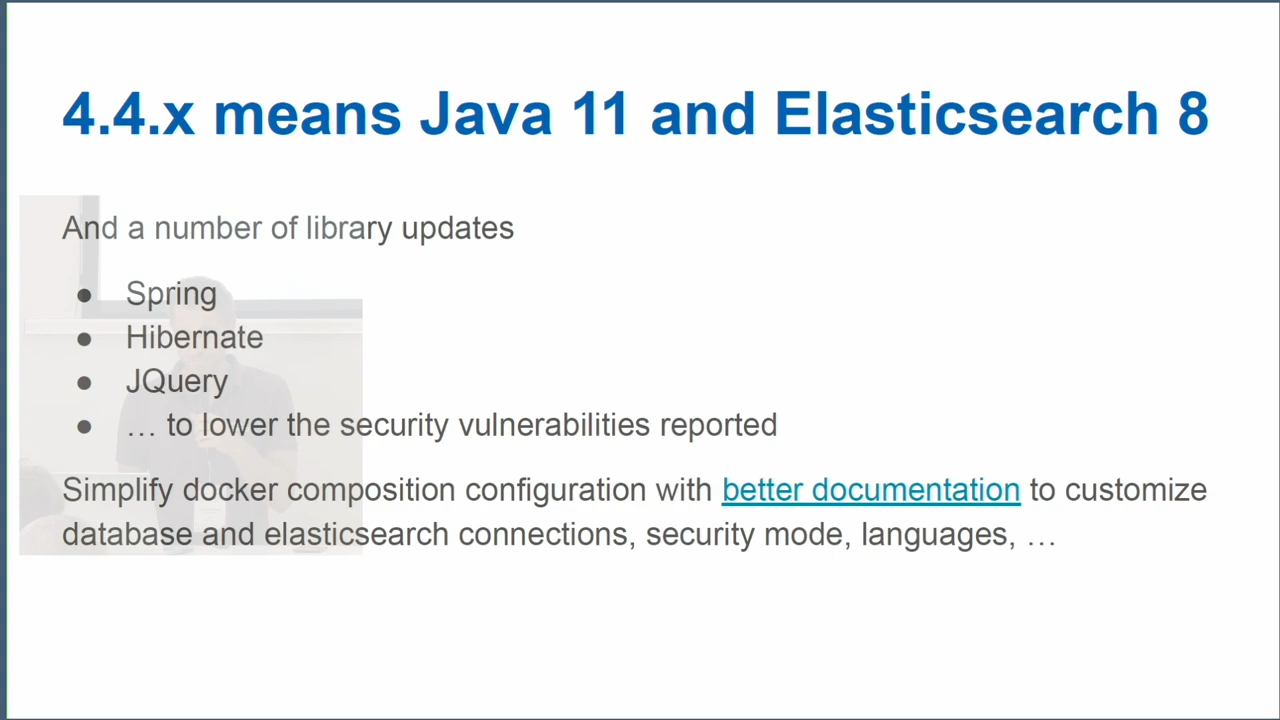 4.4.x means Java 11 and Elasticsearch 8
And a number of library updates
● Spring
● Hibernate
● JQuery
● … to lower the security vulnerabilities reported
Simplify docker composition configuration with better documentation to customize
database and elasticsearch connections, security mode, languages, …